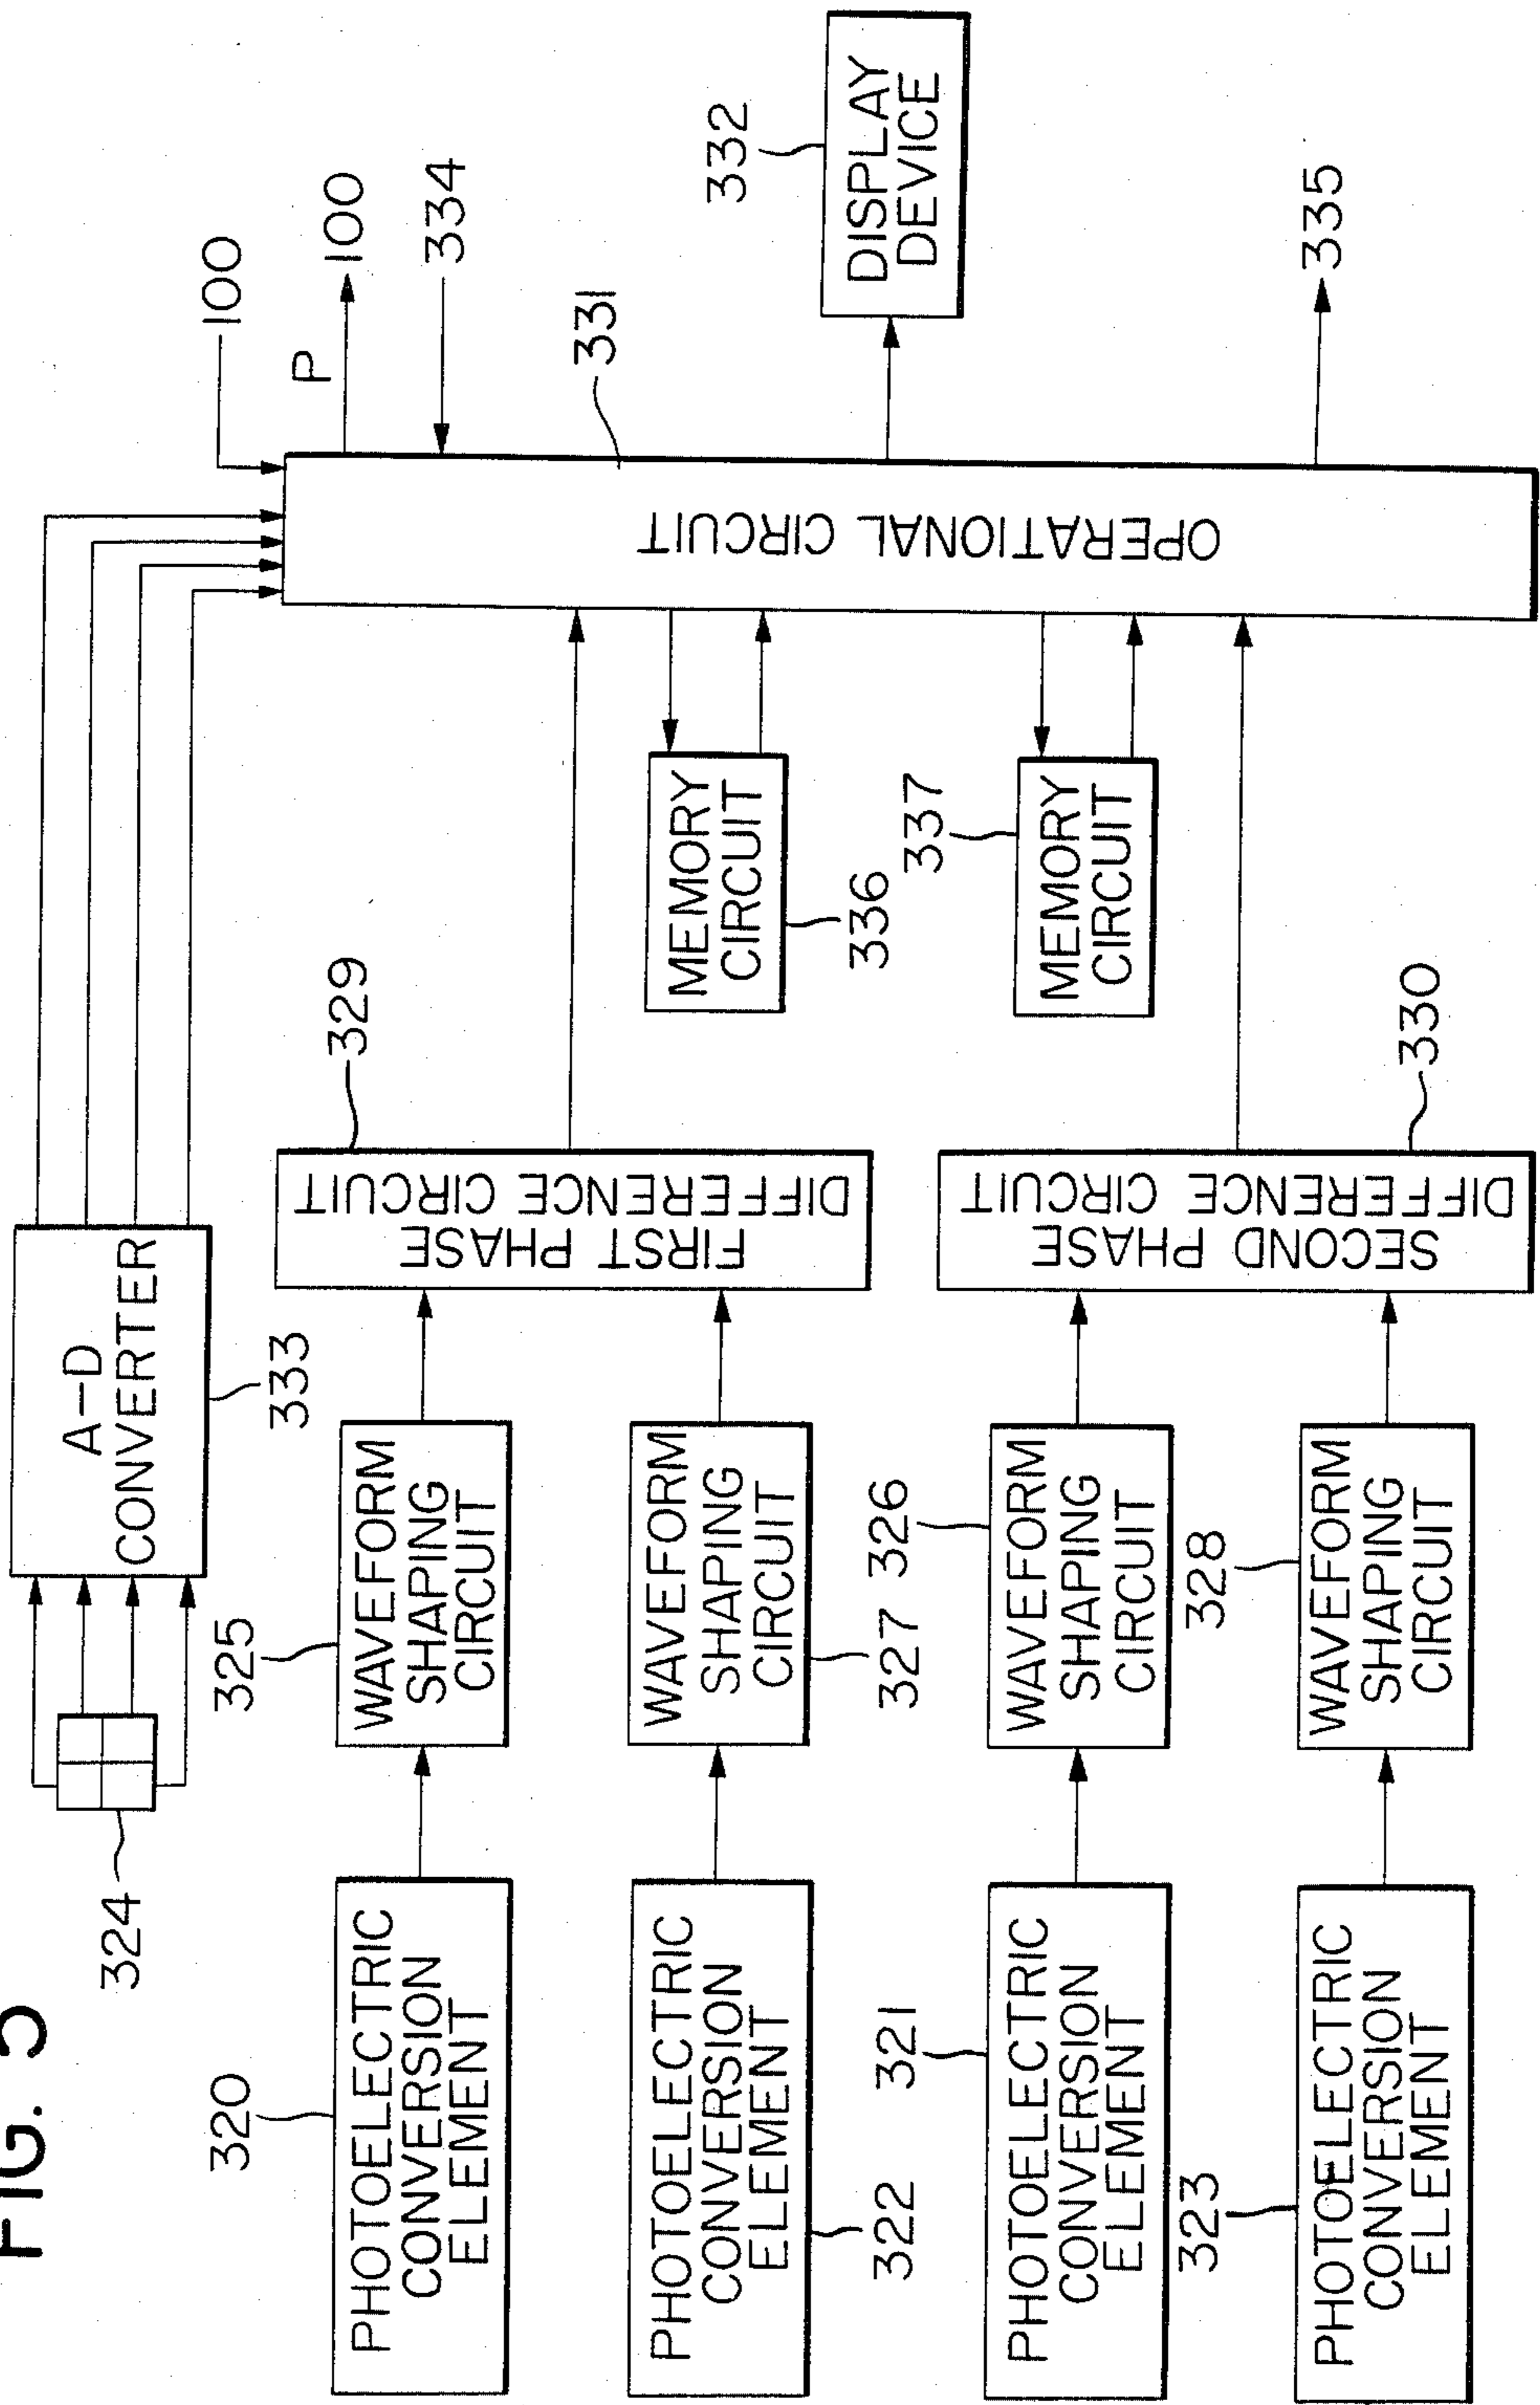 FIG. 5
324
A-D
CONVERTER
333
100
P
100
334
320
PHOTOELECTRIC
CONVERSION
ELEMENT
325
WAVEFORM
SHAPING
CIRCUIT
FIRST PHASE
DIFFERENCE CIRCUIT
329
322
PHOTOELECTRIC
CONVERSION
ELEMENT
327
WAVEFORM
SHAPING
CIRCUIT
MEMORY
CIRCUIT
336
OPERATIONAL CIRCUIT
331
332
DISPLAY
DEVICE
321
PHOTOELECTRIC
CONVERSION
ELEMENT
326
WAVEFORM
SHAPING
CIRCUIT
SECOND PHASE
DIFFERENCE CIRCUIT
330
337
MEMORY
CIRCUIT
323
PHOTOELECTRIC
CONVERSION
ELEMENT
328
WAVEFORM
SHAPING
CIRCUIT
335